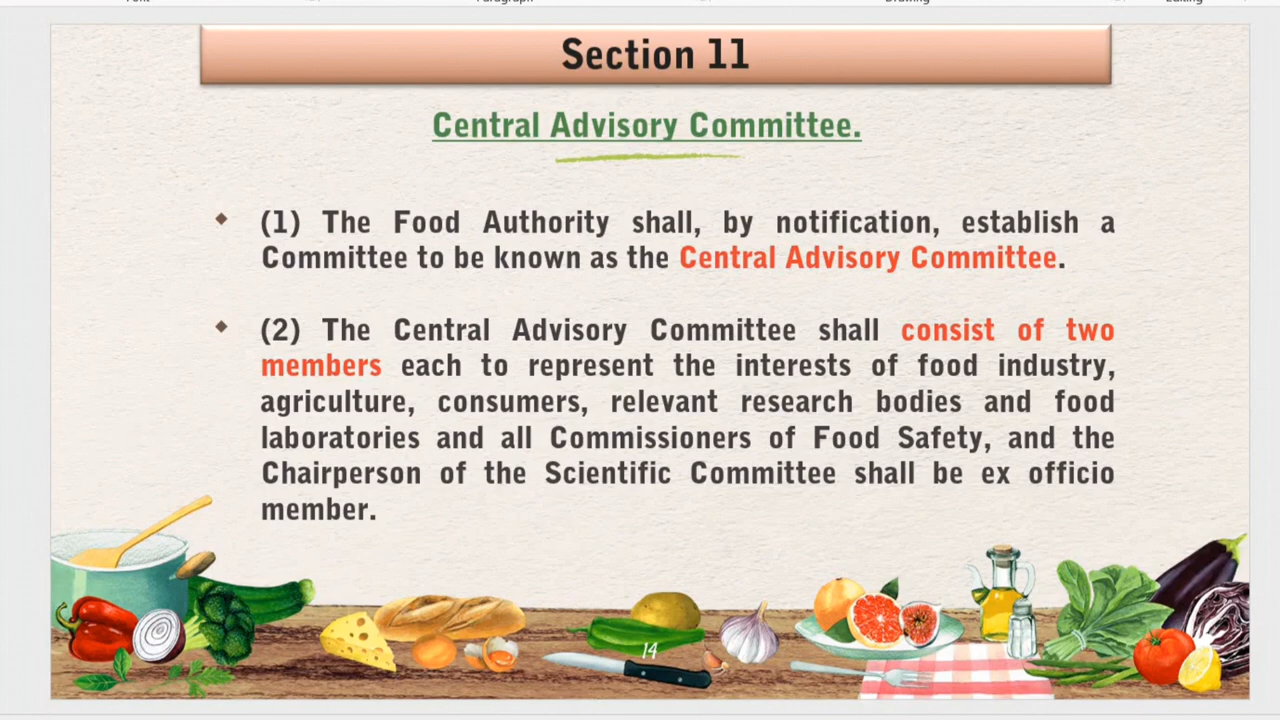 Section 11
Central Advisory Committee.
(1) The Food Authority shall, by notification, establish a
Committee to be known as the Central Advisory Committee.
(2) The Central Advisory Committee shall consist of two
members each to represent the interests of food industry,
agriculture, consumers, relevant research bodies and food
laboratories and all Commissioners of Food Safety, and the
Chairperson of the Scientific Committee shall be ex officio
member.
14